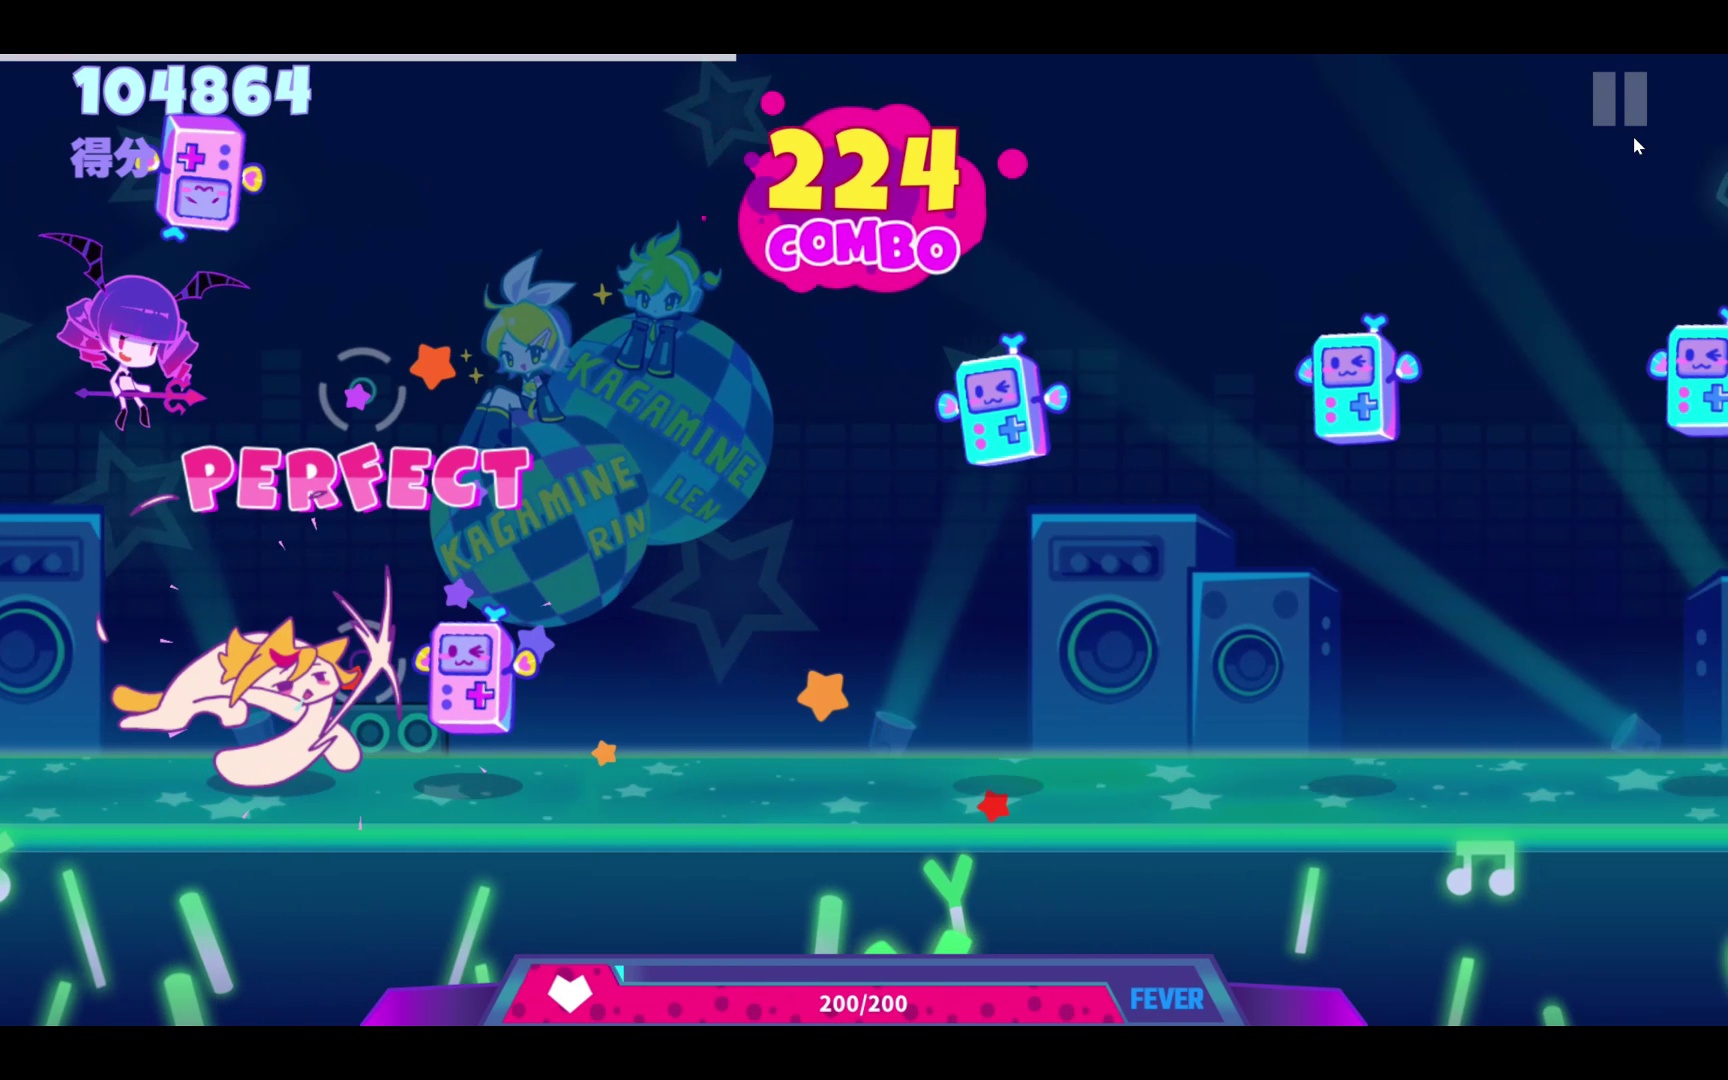 104864
得分
224
COMBO
KAGAMINE
LEN
KAGAMINE
RIN
PERFECT
200/200
FEVER